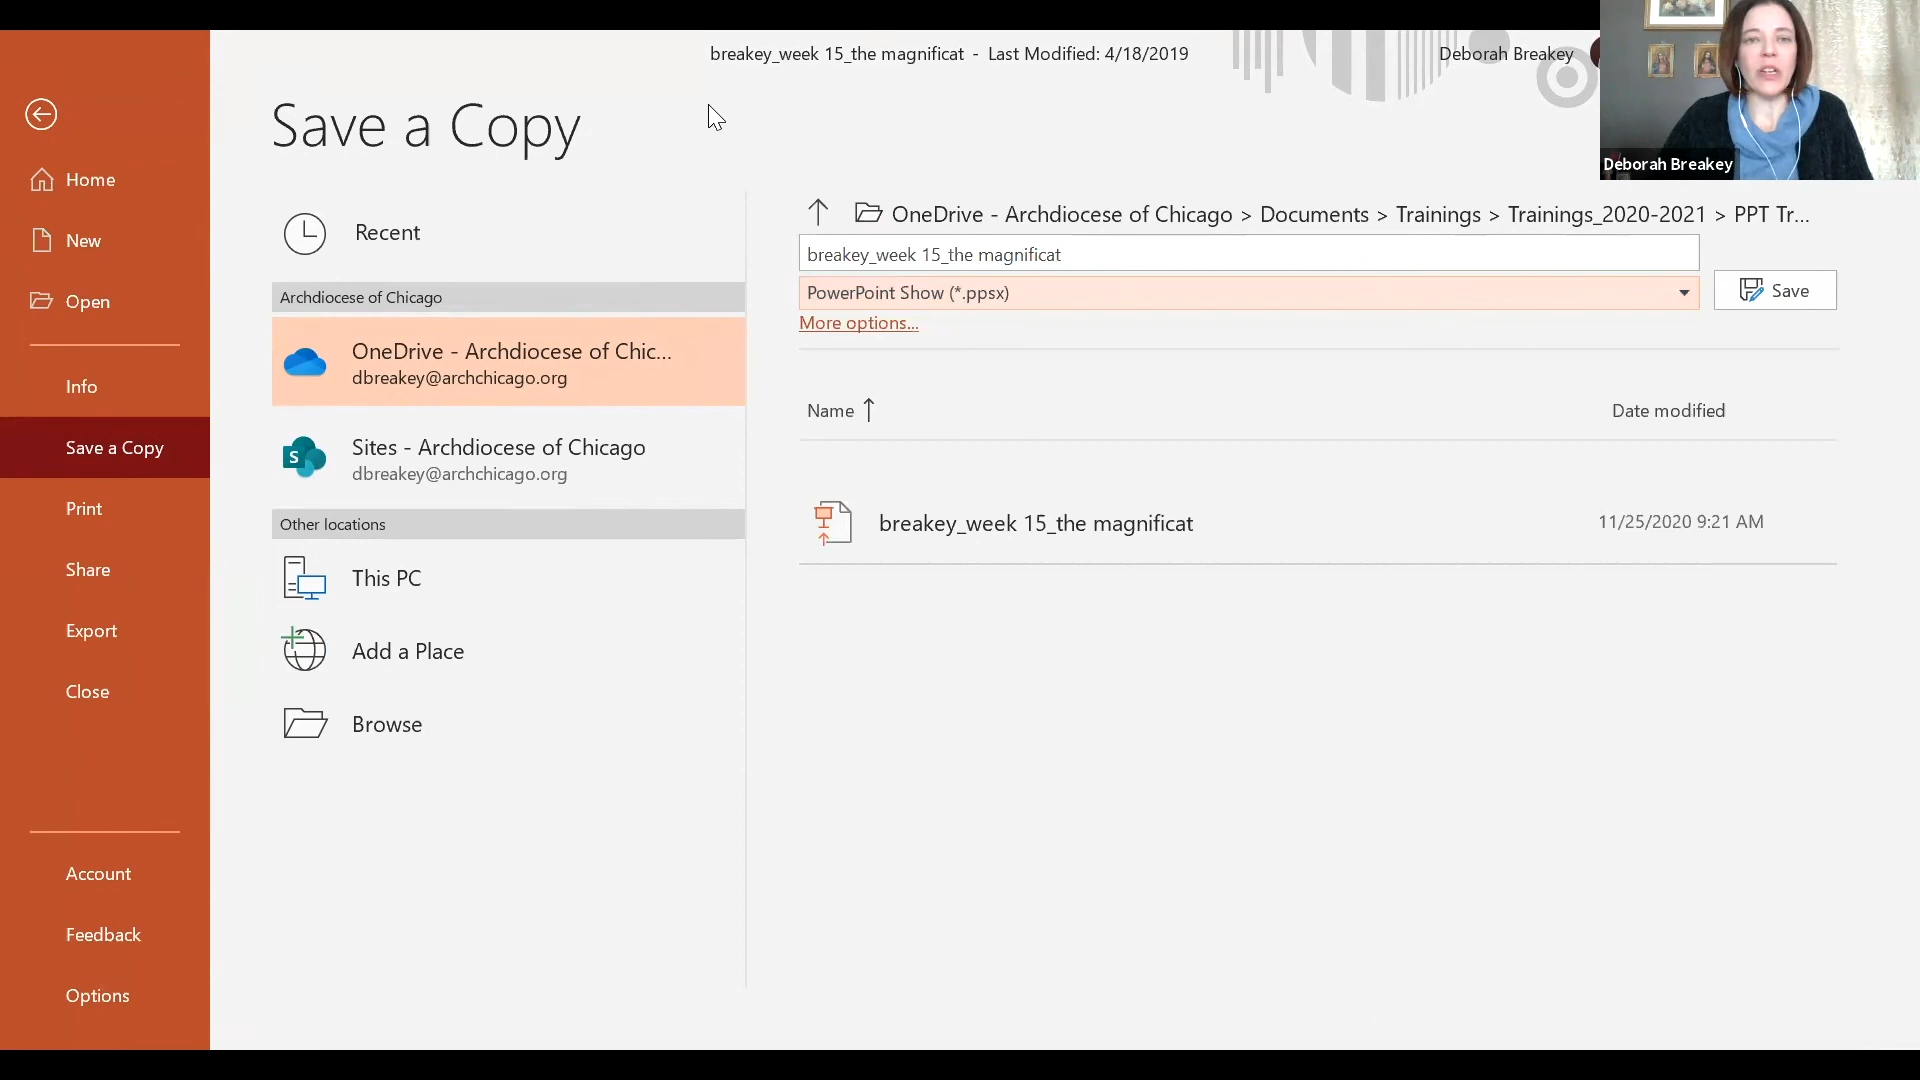 breakey_week 15_the magnificat - Last Modified: 4/18/2019
Deborah Breakey
Deborah Breakey
Save a Copy
Home
New
Open
Info
Save a Copy
Print
Share
Export
Close
Account
Feedback
Options
Recent
Archdiocese of Chicago
OneDrive - Archdiocese of Chic...
dbreakey@archchicago.org
S
Sites - Archdiocese of Chicago
dbreakey@archchicago.org
Other locations
This PC
Add a Place
Browse
OneDrive - Archdiocese of Chicago > Documents > Trainings > Trainings_2020-2021 > PPT Tr...
breakey_week 15_the magnificat
PowerPoint Show (*.ppsx)
Save
More options...
Name
Date modified
breakey_week 15_the magnificat
11/25/2020 9:21 AM